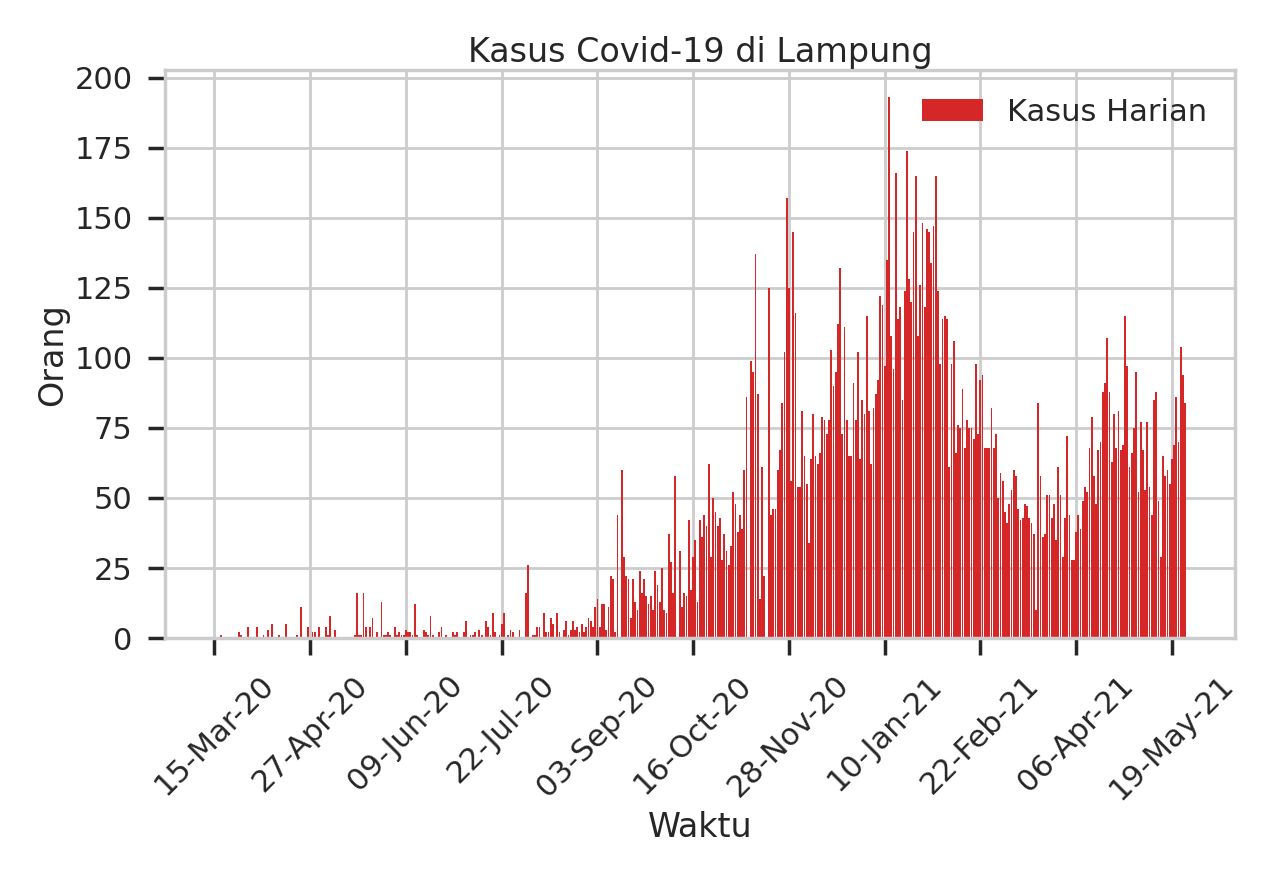 Kasus Covid-19 di Lampung
Kasus Harian
Orang
200
175
150
125
100
75
50
25
0
15-Mar-20
27-Apr-20
09-Jun-20
22-Jul-20
03-Sep-20
16-Oct-20
28-Nov-20
10-Jan-21
22-Feb-21
06-Apr-21
19-May-21
Waktu